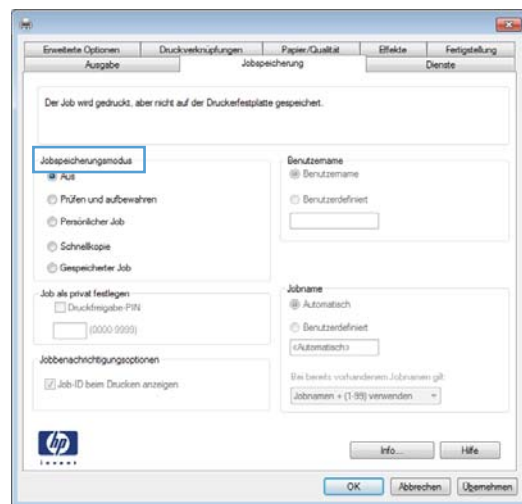 Erweiterte Optionen
Druckverknüpfungen
Papier/Qualität
Effekte
Fertigstellung
Ausgabe
Jobspeicherung
Dienste
Der Job wird gedruckt, aber nicht auf der Druckerfestplatte gespeichert.
Jobspeicherungsmodus
Aus
Prüfen und aufbewahren
Persönlicher Job
Schnellkopie
Gespeicherter Job
Benutzername
Benutzername
Benutzerdefiniert
Job als privat festlegen
Druckfreigabe-PIN
(0000-9999)
Jobname
Automatisch
Benutzerdefiniert
<Automatisch>
Bei bereits vorhandenem Jobnamen gilt:
Jobnamen + (1-99) verwenden
Jobbenachrichtigungsoptionen
Job-ID beim Drucken anzeigen
hp
invent
Info...
Hilfe
OK
Abbrechen
Übernehmen